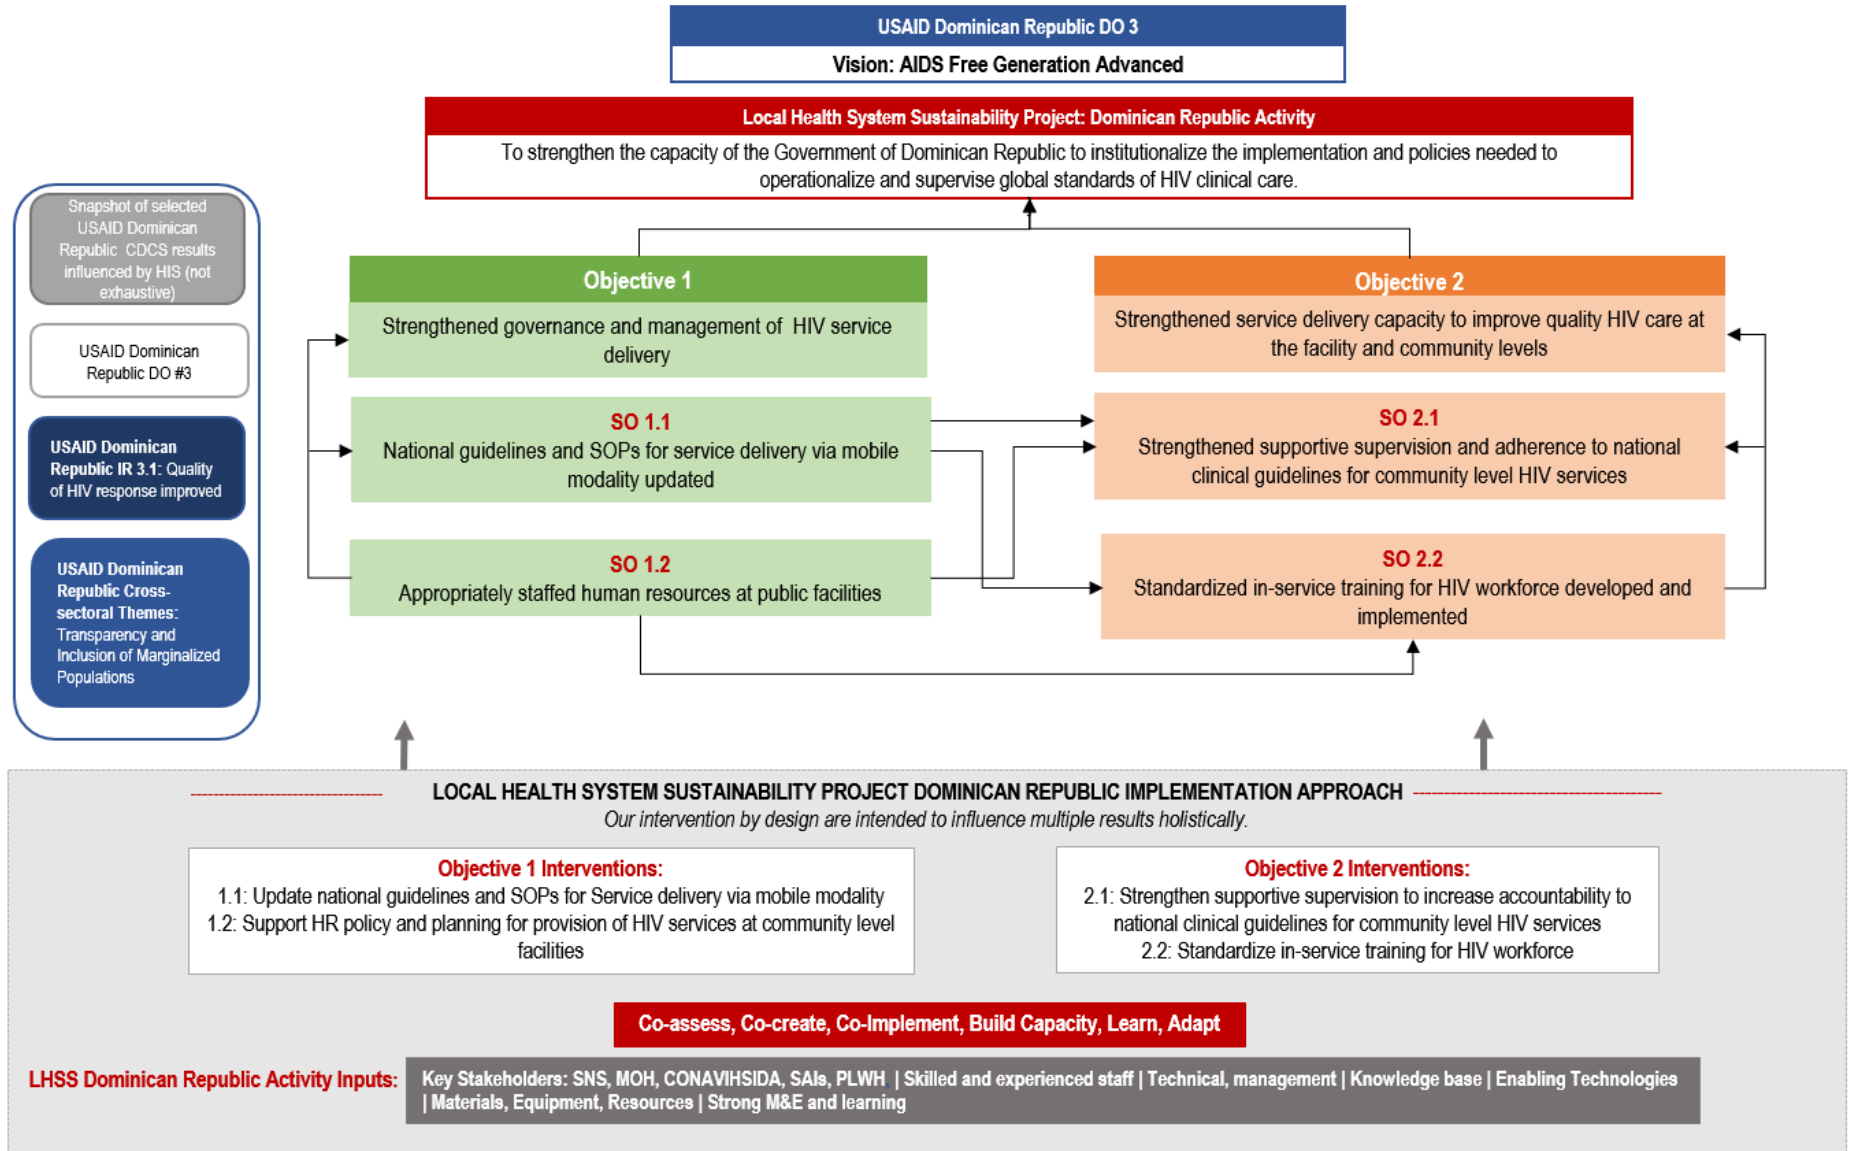 USAID Dominican Republic DO 3
Vision: AIDS Free Generation Advanced
Local Health System Sustainability Project: Dominican Republic Activity
To strengthen the capacity of the Government of Dominican Republic to institutionalize the implementation and policies needed to
operationalize and supervise global standards of HIV clinical care.
Snapshot of selected
USAID Dominican
Republic CDCS results
influenced by HIS (not
exhaustive)
USAID Dominican
Republic DO #3
USAID Dominican
Republic IR 3.1: Quality
of HIV response improved
USAID Dominican
Republic Cross-
sectoral Themes:
Transparency and
Inclusion of Marginalized
Populations
Objective 1
Strengthened governance and management of HIV service
delivery
SO 1.1
National guidelines and SOPs for service delivery via mobile
modality updated
SO 1.2
Appropriately staffed human resources at public facilities
Objective 2
Strengthened service delivery capacity to improve quality HIV care at
the facility and community levels
SO 2.1
Strengthened supportive supervision and adherence to national
clinical guidelines for community level HIV services
SO 2.2
Standardized in-service training for HIV workforce developed and
implemented
LOCAL HEALTH SYSTEM SUSTAINABILITY PROJECT DOMINICAN REPUBLIC IMPLEMENTATION APPROACH
Our intervention by design are intended to influence multiple results holistically.
Objective 1 Interventions:
1.1: Update national guidelines and SOPs for Service delivery via mobile modality
1.2: Support HR policy and planning for provision of HIV services at community level
facilities
Objective 2 Interventions:
2.1: Strengthen supportive supervision to increase accountability to
national clinical guidelines for community level HIV services
2.2: Standardize in-service training for HIV workforce
Co-assess, Co-create, Co-Implement, Build Capacity, Learn, Adapt
LHSS Dominican Republic Activity Inputs:
Key Stakeholders: SNS, MOH, CONAVIHSIDA, SAIs, PLWH, | Skilled and experienced staff | Technical, management | Knowledge base | Enabling Technologies
| Materials, Equipment, Resources | Strong M&E and learning